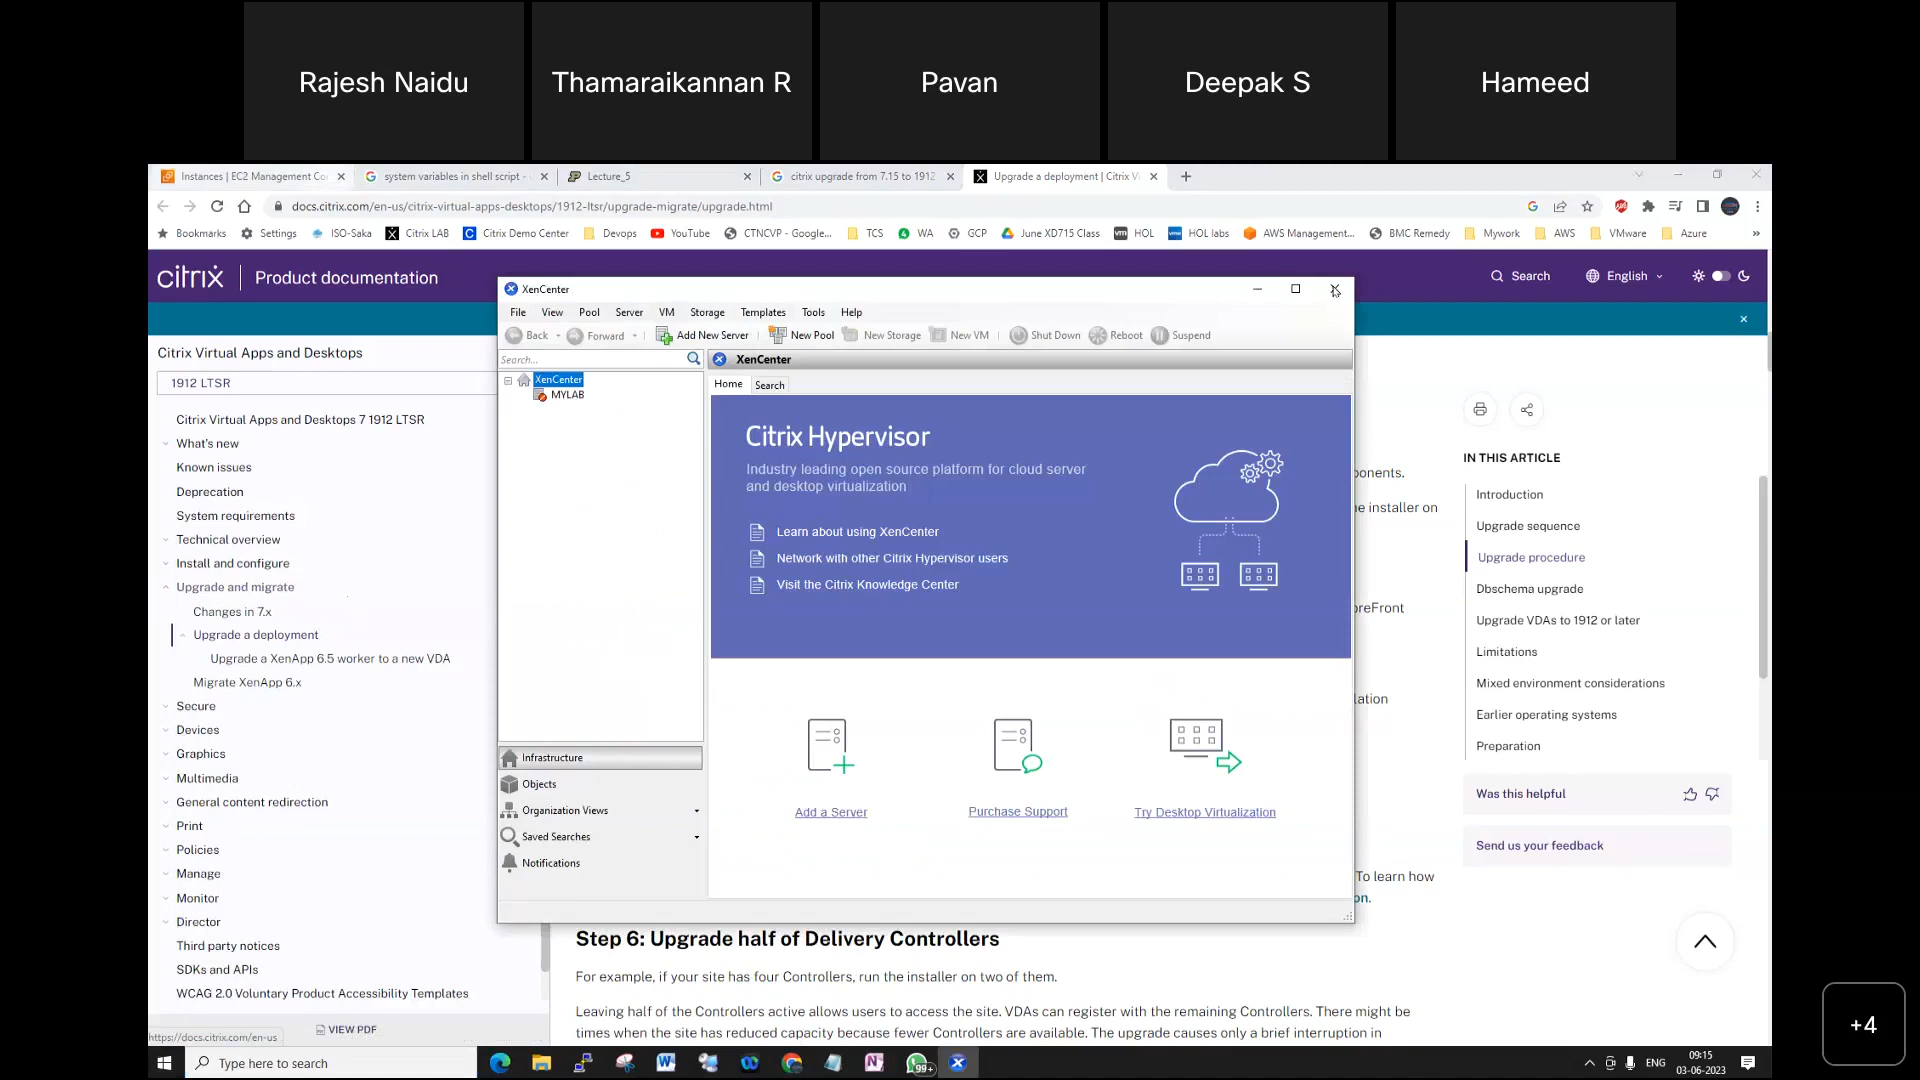 Rajesh Naidu
Thamaraikannan R
Pavan
Deepak S
Hameed
Instances | EC2 Management Co
system variables in shell script -
Lecture_5
citrix upgrade from 7.15 to 1912
Upgrade a deployment | Citrix V
docs.citrix.com/en-us/citrix-virtual-apps-desktops/1912-ltsr/upgrade-migrate/upgrade.html
Bookmarks
Settings
ISO-Saka
Citrix LAB
Citrix Demo Center
Devops
YouTube
CTNCVP - Google...
TCS
WA
GCP
June XD715 Class
HOL
HOL labs
AWS Management...
BMC Remedy
Mywork
AWS
VMware
Azure
»
citrix
Product documentation
Search
English
Citrix Virtual Apps and Desktops
1912 LTSR
Citrix Virtual Apps and Desktops 7 1912 LTSR
What's new
Known issues
Deprecation
System requirements
Technical overview
Install and configure
Upgrade and migrate
Changes in 7.x
Upgrade a deployment
Upgrade a XenApp 6.5 worker to a new VDA
Migrate XenApp 6.x
Secure
Devices
Graphics
Multimedia
General content redirection
Print
Policies
Manage
Monitor
Director
Third party notices
SDKs and APIs
WCAG 2.0 Voluntary Product Accessibility Templates
VIEW PDF
https://docs.citrix.com/en-us
XenCenter
File View Pool Server VM Storage Templates Tools Help
Back Forward Add New Server New Pool New Storage New VM Shut Down Reboot Suspend
Search...
XenCenter
XenCenter
MYLAB
Home
Search
Citrix Hypervisor
Industry leading open source platform for cloud server
and desktop virtualization
Learn about using XenCenter
Network with other Citrix Hypervisor users
Visit the Citrix Knowledge Center
Add a Server
Purchase Support
Try Desktop Virtualization
Infrastructure
Objects
Organization Views
Saved Searches
Notifications
onents.
e installer on
oreFront
lation
To learn how
on.
Step 6: Upgrade half of Delivery Controllers
For example, if your site has four Controllers, run the installer on two of them.
Leaving half of the Controllers active allows users to access the site. VDAs can register with the remaining Controllers. There might be
times when the site has reduced capacity because fewer Controllers are available. The upgrade causes only a brief interruption in
IN THIS ARTICLE
Introduction
Upgrade sequence
Upgrade procedure
Dbschema upgrade
Upgrade VDAs to 1912 or later
Limitations
Mixed environment considerations
Earlier operating systems
Preparation
Was this helpful
Send us your feedback
+4
Type here to search
99+
ENG
09:15
03-06-2023